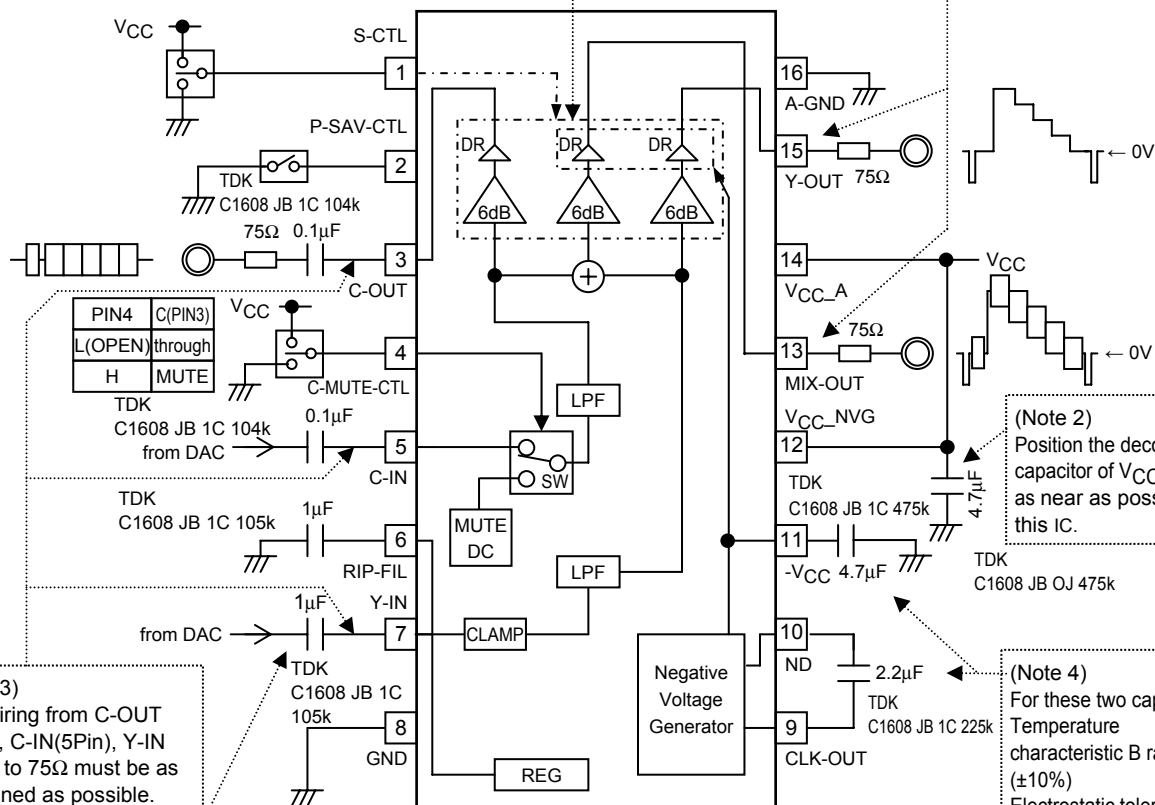 VCC
S-CTL
1
P-SAV-CTL
2
TDK
C1608 JB 1C 104k
75Ω
0.1μF
3
C-OUT
PIN4 C(PIN3)
L(OPEN) through
H MUTE
VCC
4
C-MUTE-CTL
TDK
C1608 JB 1C 104k
0.1μF
from DAC
5
C-IN
TDK
C1608 JB 1C 105k
1μF
6
RIP-FIL
Y-IN
1μF
from DAC
7
TDK
C1608 JB 1C
105k
8
GND
3)
iring from C-OUT
, C-IN(5Pin), Y-IN
to 75Ω must be as
ned as possible.
DR
DR
DR
6dB
6dB
6dB
+
LPF
SW
MUTE
DC
LPF
CLAMP
REG
Negative
Voltage
Generator
16
A-GND
15
Y-OUT
75Ω
← 0V
14
VCC_A
VCC
75Ω
13
MIX-OUT
← 0V
VCC_NVG
12
TDK
C1608 JB 1C 475k
4.7μF
11
-VCC
4.7μF
TDK
C1608 JB OJ 475k
10
ND
2.2μF
TDK
C1608 JB 1C 225k
9
CLK-OUT
(Note 2)
Position the deco
capacitor of VCC
as near as poss
this IC.
(Note 4)
For these two cap
Temperature
characteristic B ra
(±10%)